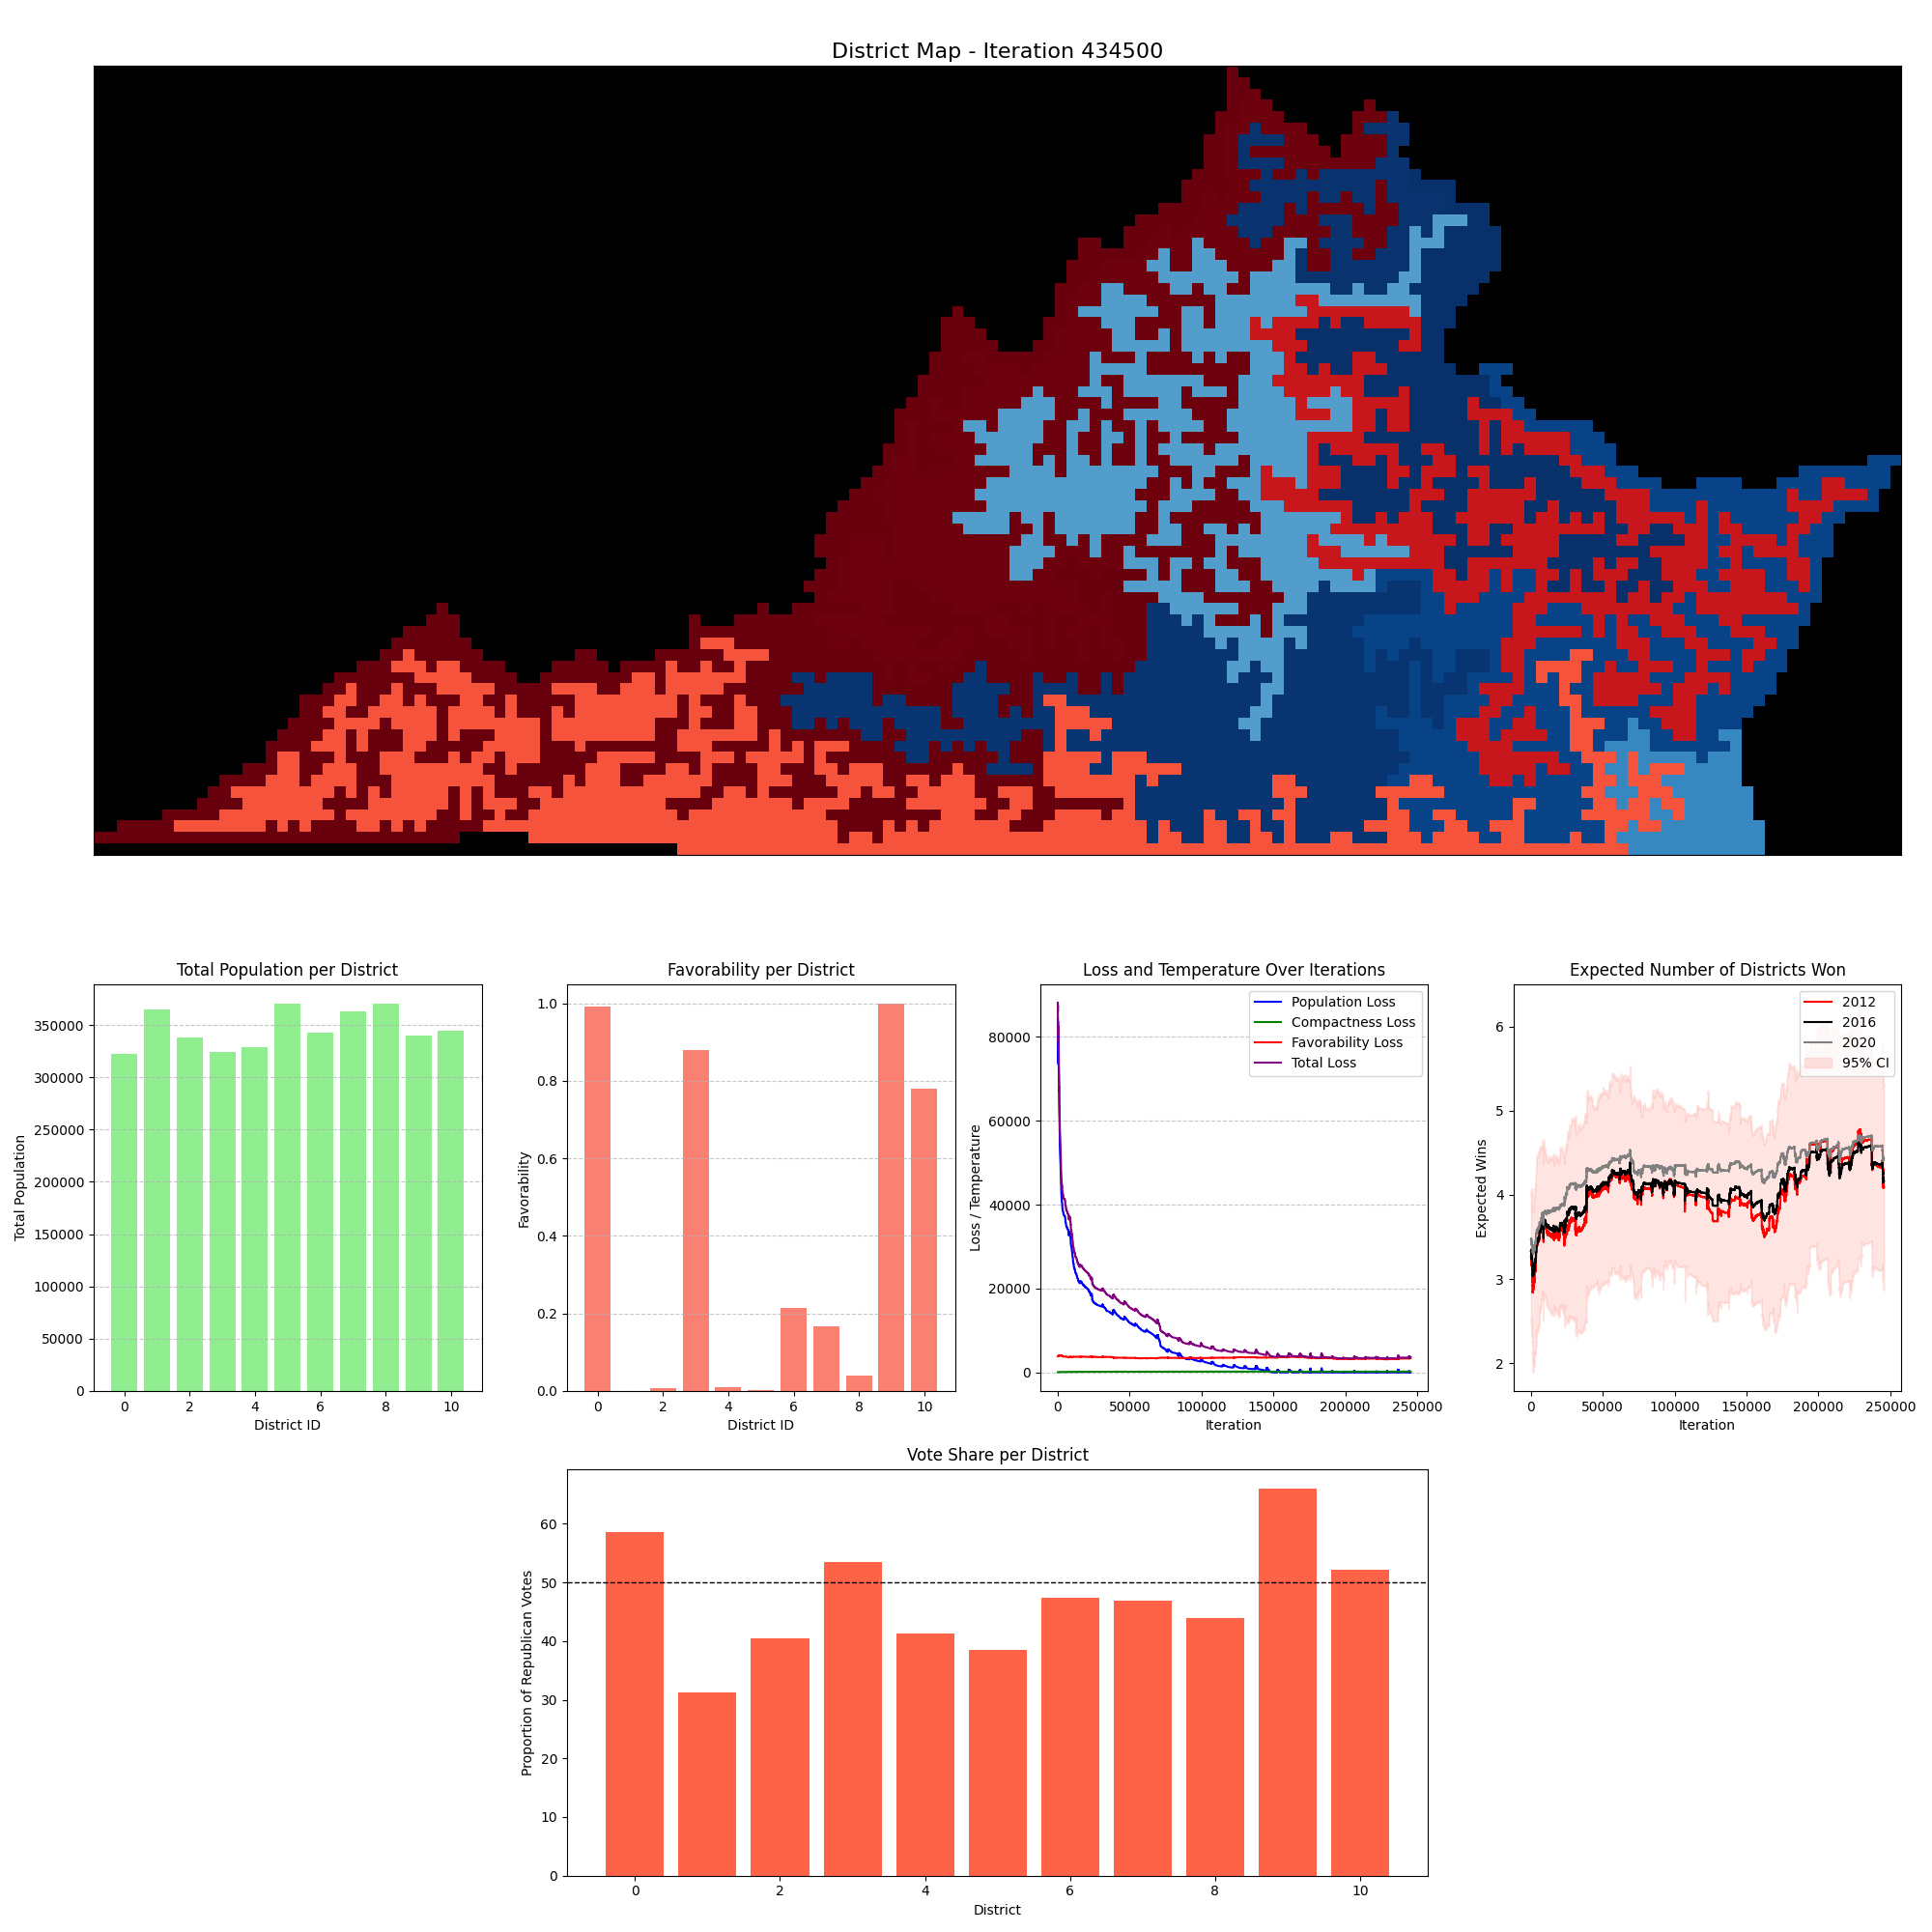 District Map - Iteration 434500
Total Population per District
Total Population
350000
300000
250000
200000
150000
100000
50000
0
0 2 4 6 8 10
District ID
Favorability per District
Favorability
1.0
0.8
0.6
0.4
0.2
0.0
0 2 4 6 8 10
District ID
Loss and Temperature Over Iterations
Loss / Temperature
80000
60000
40000
20000
0
Population Loss
Compactness Loss
Favorability Loss
Total Loss
0 50000 100000 150000 200000 250000
Iteration
Expected Number of Districts Won
Expected Wins
6
5
4
3
2
2012
2016
2020
95% CI
0 50000 100000 150000 200000 250000
Iteration
Vote Share per District
Proportion of Republican Votes
60
50
40
30
20
10
0
0 2 4 6 8 10
District